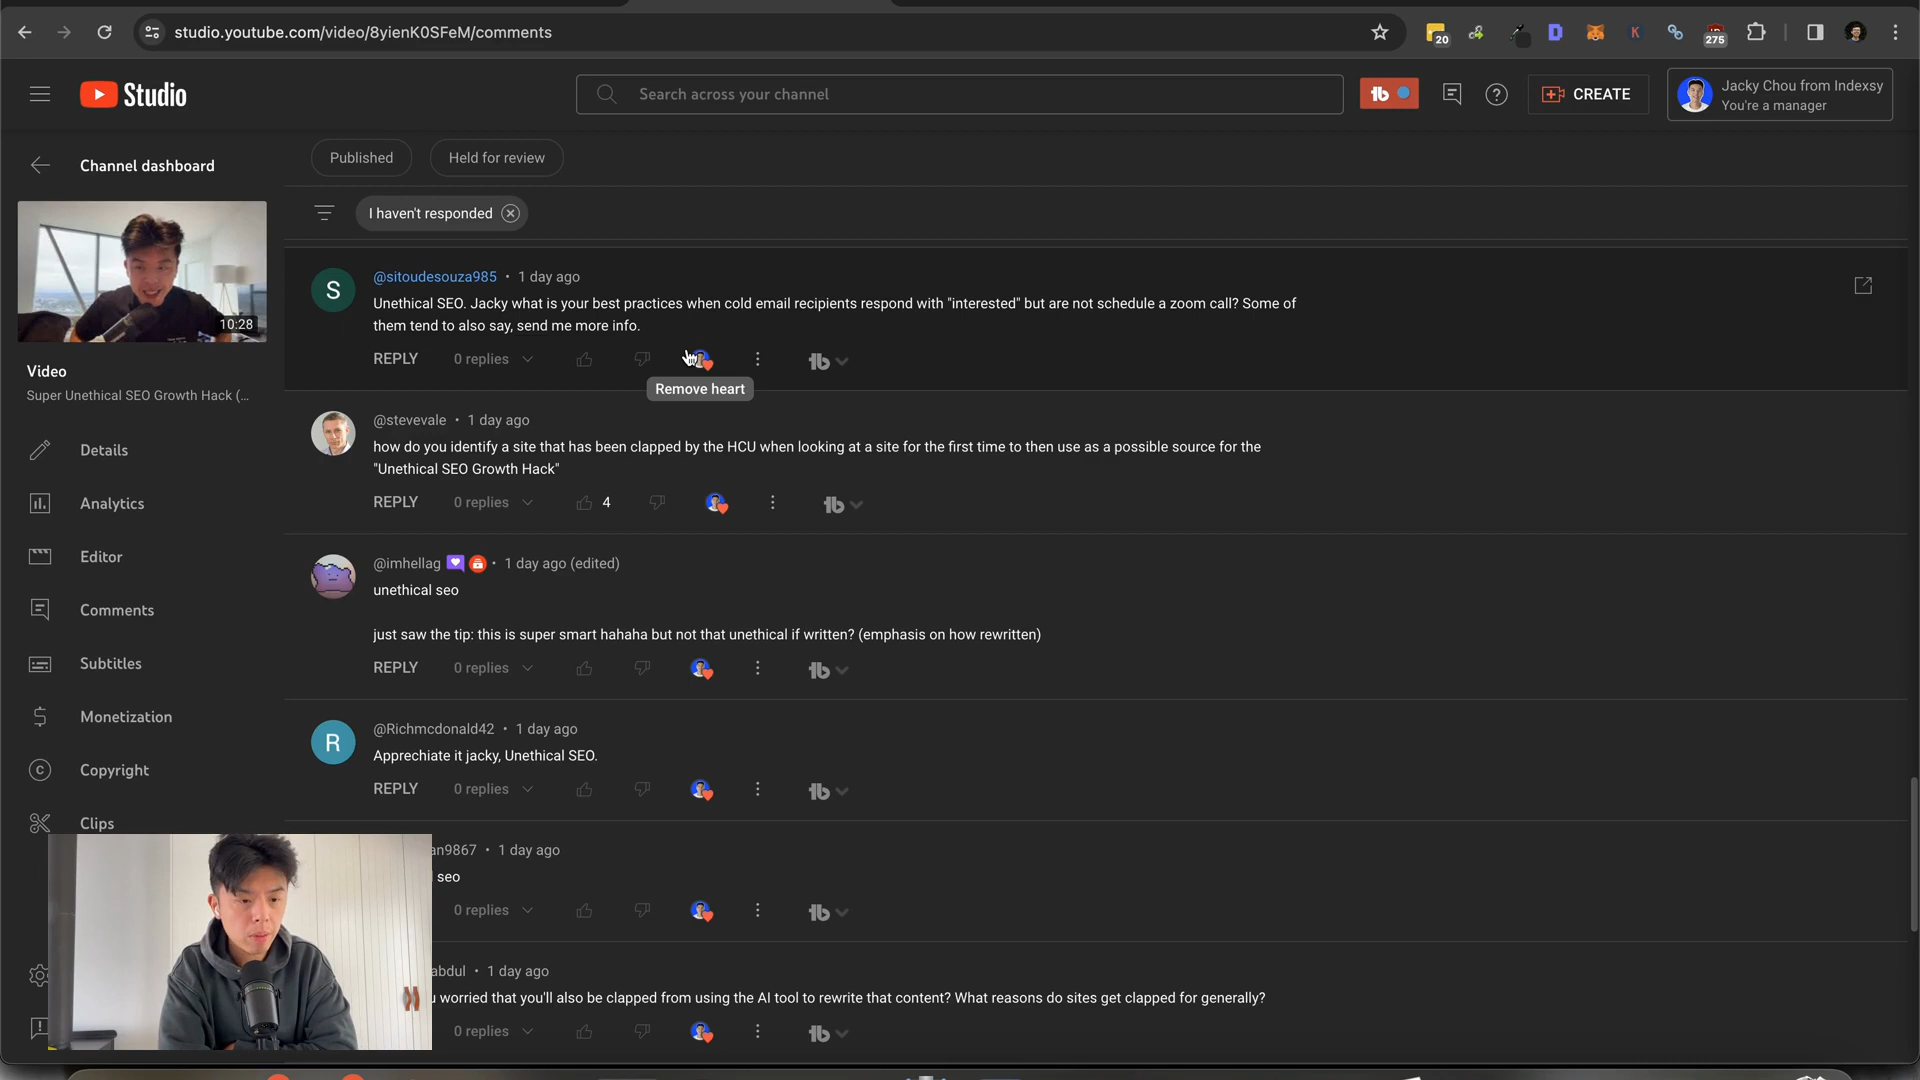 studio.youtube.com/video/8yienK0SFeM/comments
20
D
K
275
Studio
Search across your channel
CREATE
Jacky Chou from Indexsy
You're a manager
Channel dashboard
Published
Held for review
I haven't responded
10:28
Video
Super Unethical SEO Growth Hack (...
Details
Analytics
Editor
Comments
Subtitles
Monetization
Copyright
Clips
S
@sitoudesouza985 • 1 day ago
Unethical SEO. Jacky what is your best practices when cold email recipients respond with "interested" but are not schedule a zoom call? Some of
them tend to also say, send me more info.
REPLY 0 replies
Remove heart
@stevevale • 1 day ago
how do you identify a site that has been clapped by the HCU when looking at a site for the first time to then use as a possible source for the
"Unethical SEO Growth Hack"
REPLY 0 replies 4
@imhellag • 1 day ago (edited)
unethical seo
just saw the tip: this is super smart hahaha but not that unethical if written? (emphasis on how rewritten)
REPLY 0 replies
R
@Richmcdonald42 • 1 day ago
Apprechiate it jacky, Unethical SEO.
REPLY 0 replies
an9867 • 1 day ago
seo
0 replies
abdul • 1 day ago
worried that you'll also be clapped from using the AI tool to rewrite that content? What reasons do sites get clapped for generally?
0 replies